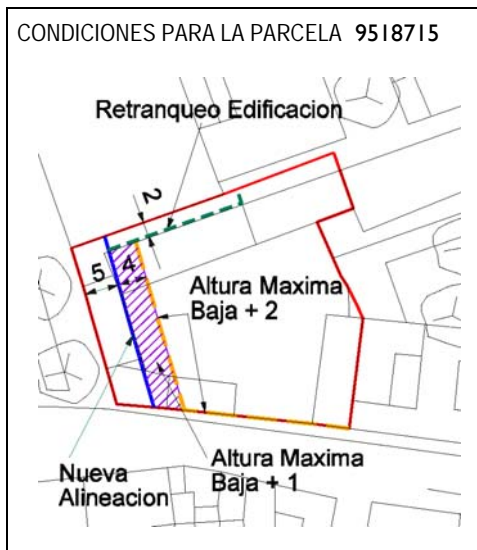 CONDICIONES PARA LA PARCELA 9518715
Retranqueo Edificacion
2
5
4
Altura Maxima
Baja + 2
Nueva
Alineacion
Altura Maxima
Baja + 1